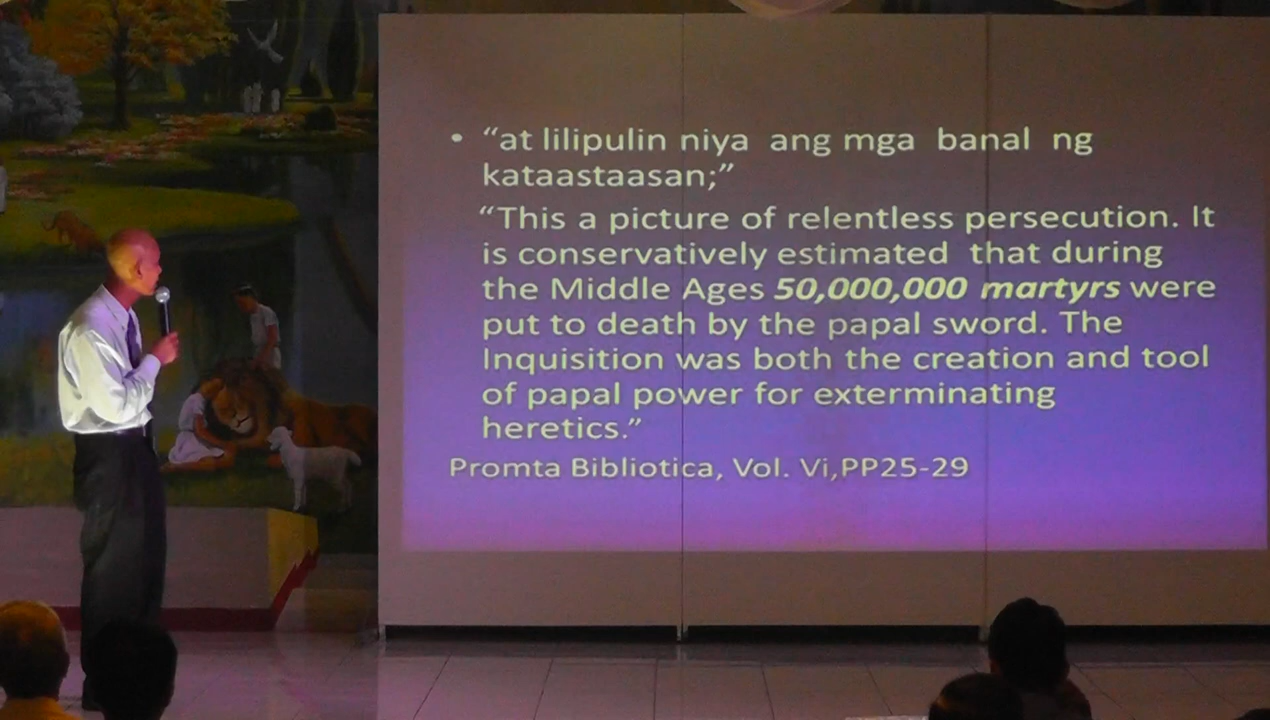 • “at lilipulin niya ang mga banal ng
kataastaasan;”
“This a picture of relentless persecution. It
is conservatively estimated that during
the Middle Ages 50,000,000 martyrs were
put to death by the papal sword. The
Inquisition was both the creation and tool
of papal power for exterminating
heretics.”
Promta Bibliotica, Vol. Vi,PP25-29